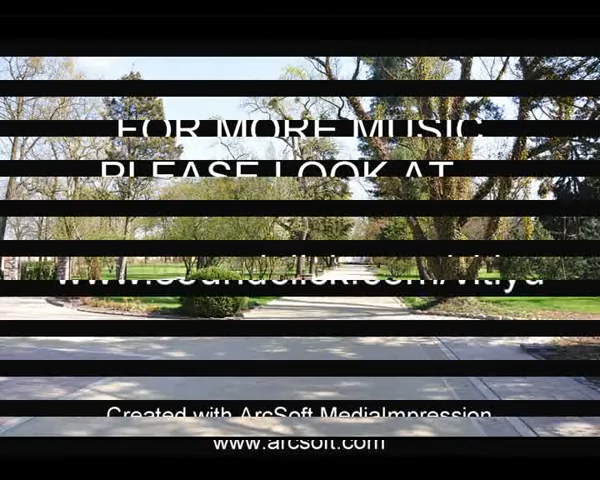 FOR MORE MUSIC
PLEASE LOOK AT
Created with ArcSoft MediaImpression
www.arcsoft.com